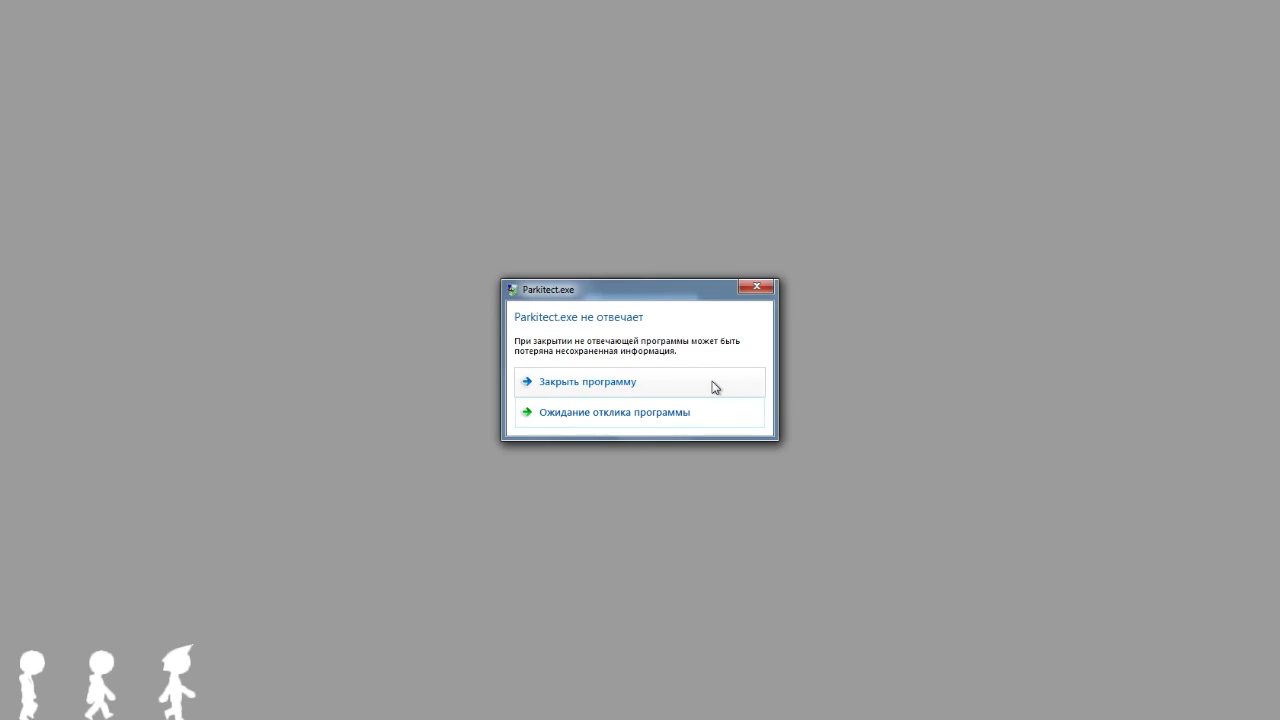 Parkitect.exe
Parkitect.exe не отвечает
При закрытии не отвечающей программы может быть
потеряна несохраненная информация.
Закрыть программу
Ожидание отклика программы